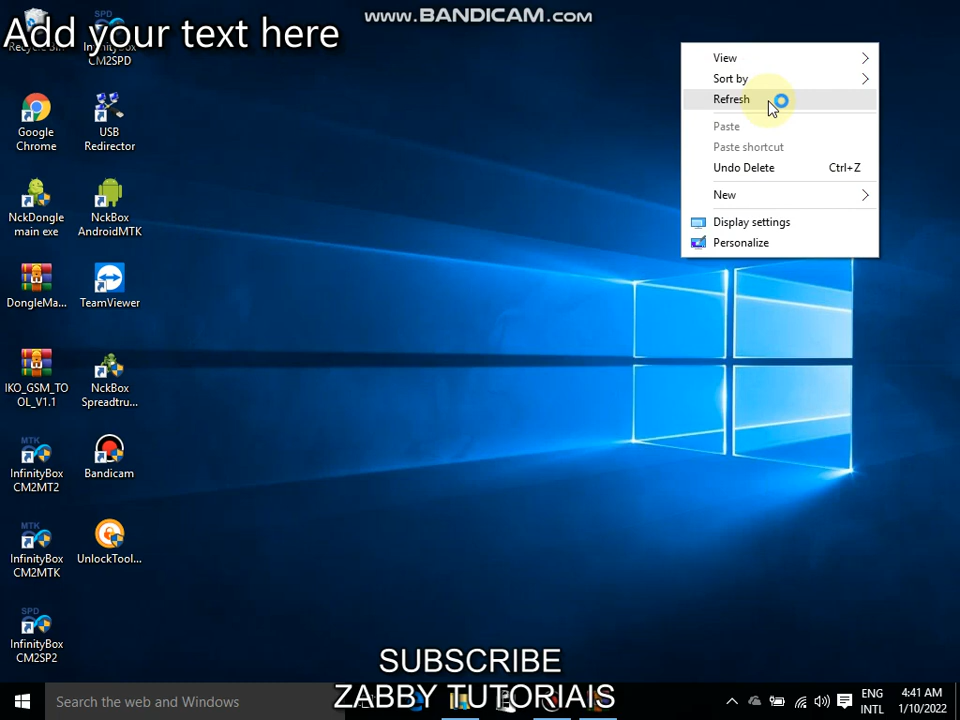 www.BANDICAM.com
Add your text here
InfinityBox
CM2SPD
Google
Chrome
USB
Redirector
NckDongle
main exe
NckBox
AndroidMTK
DongleMa...
TeamViewer
IKO_GSM_TO
OL_V1.1
NckBox
Spreadtru...
MTK
InfinityBox
CM2MT2
Bandicam
MTK
InfinityBox
CM2MTK
UnlockTool...
SPD
InfinityBox
CM2SP2
View
Sort by
Refresh
Paste
Paste shortcut
Undo Delete Ctrl+Z
New
Display settings
Personalize
SUBSCRIBE
ZABBY TUTORIAIS
Search the web and Windows
ENG
INTL
4:41 AM
1/10/2022